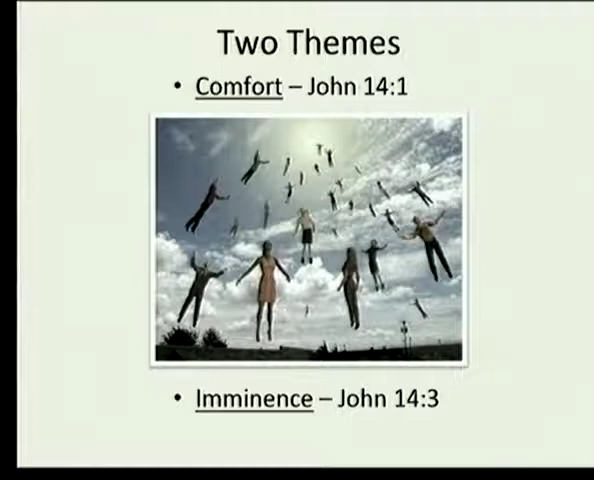 Two Themes
• Comfort – John 14:1
• Imminence – John 14:3